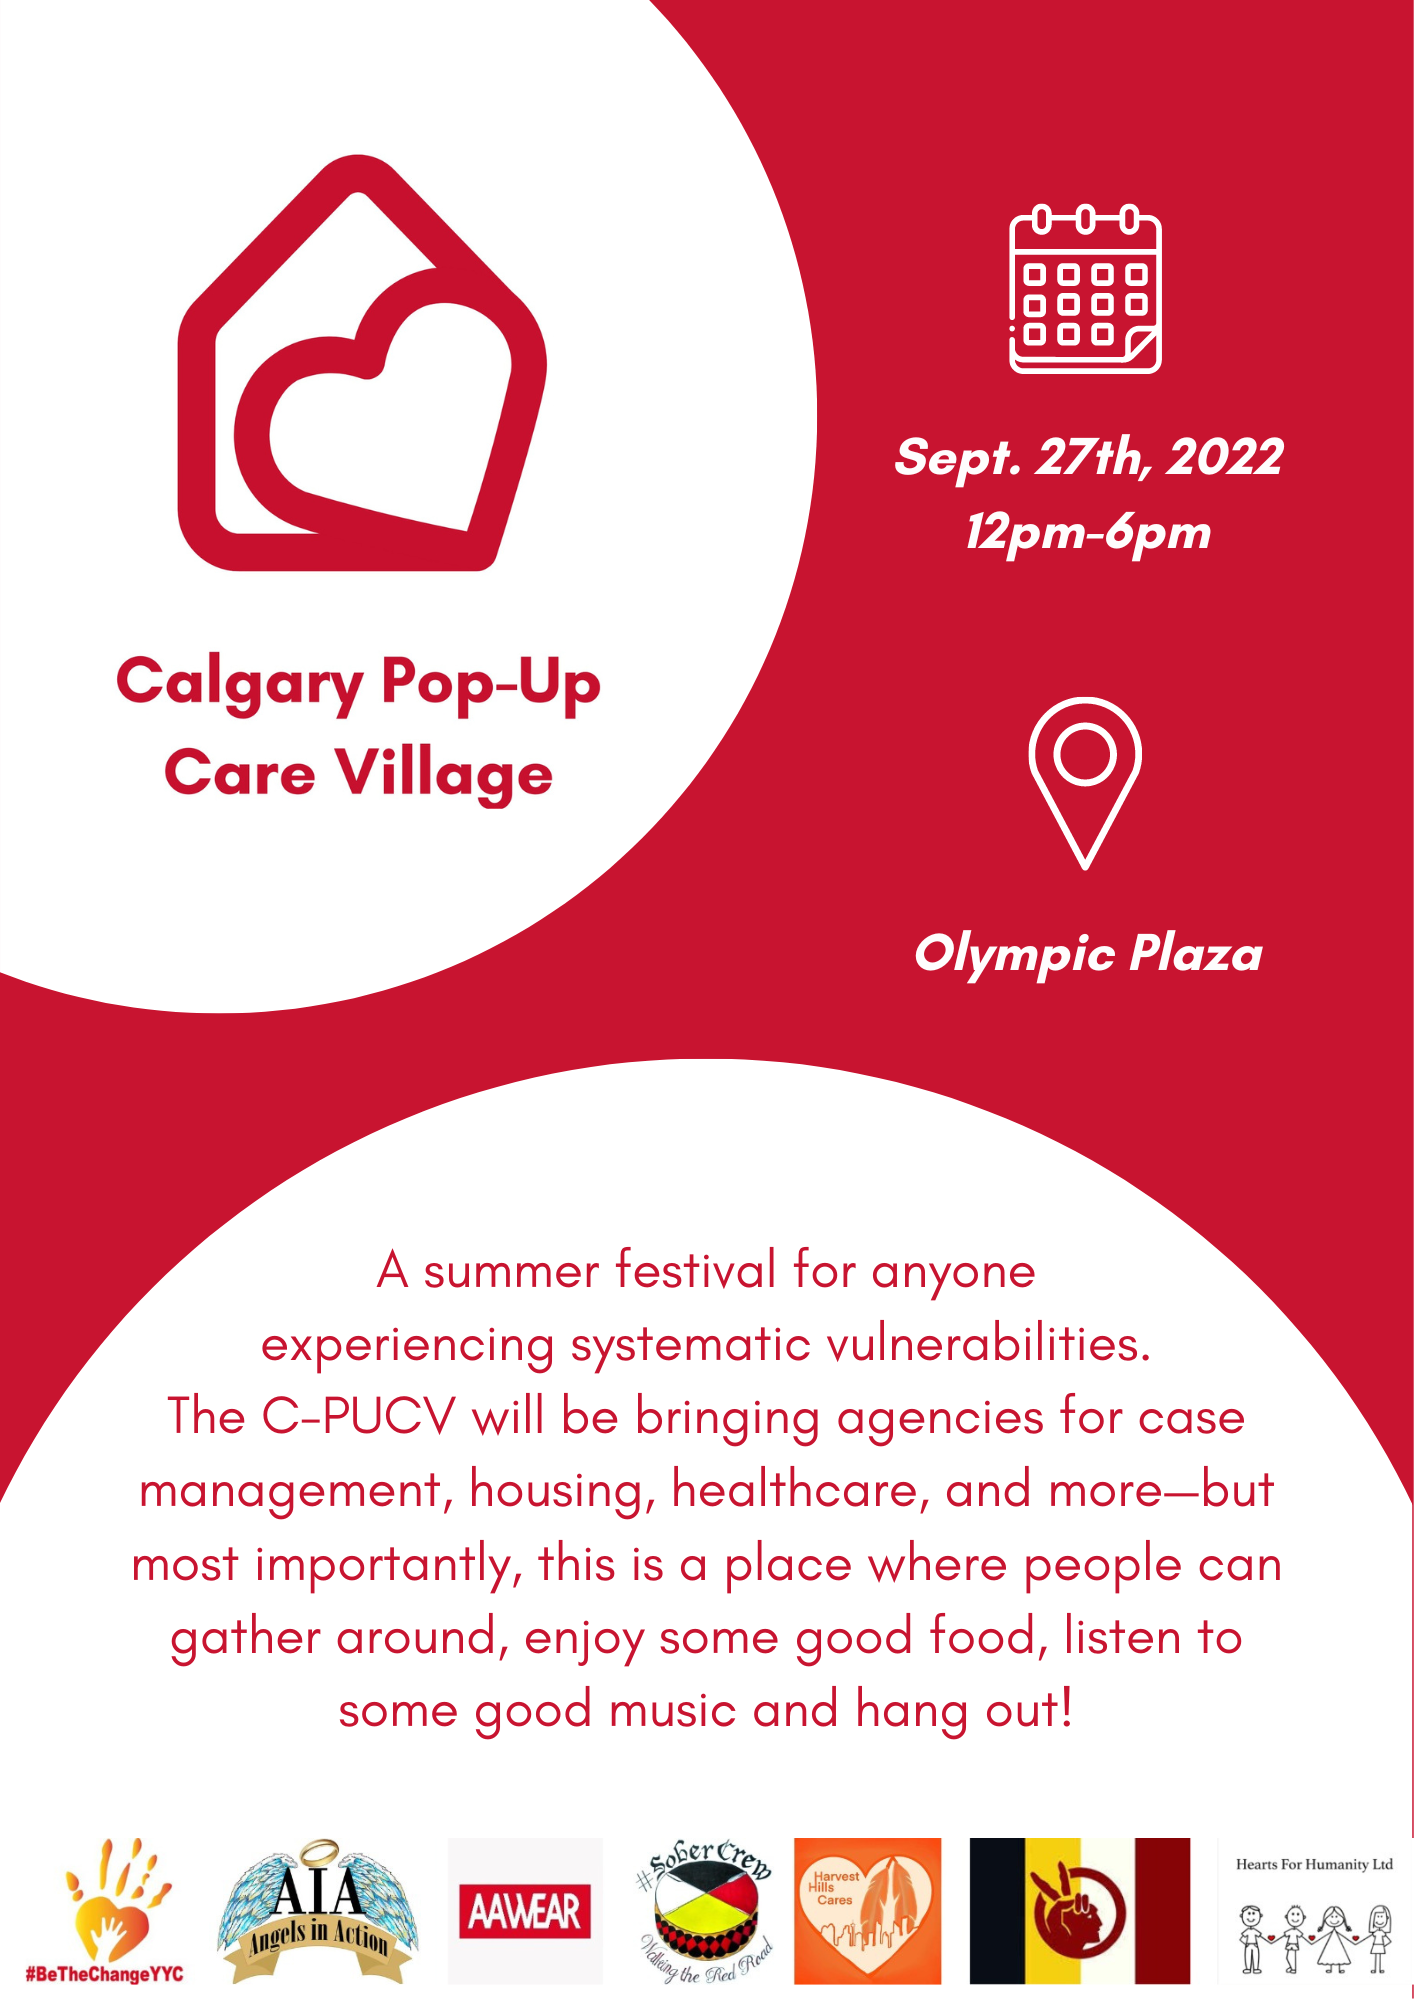 Calgary Pop-Up
Care Village
Sept. 27th, 2022
12pm-6pm
Olympic Plaza
A summer festival for anyone
experiencing systematic vulnerabilities.
The C-PUCV will be bringing agencies for case
management, housing, healthcare, and more—but
most importantly, this is a place where people can
gather around, enjoy some good food, listen to
some good music and hang out!
#BeTheChangeYYC
AIA
Angels in Action
AAWEAR
#SoberCrew
Walking the Red Road
Harvest
Hills
Cares
Hearts For Humanity Ltd